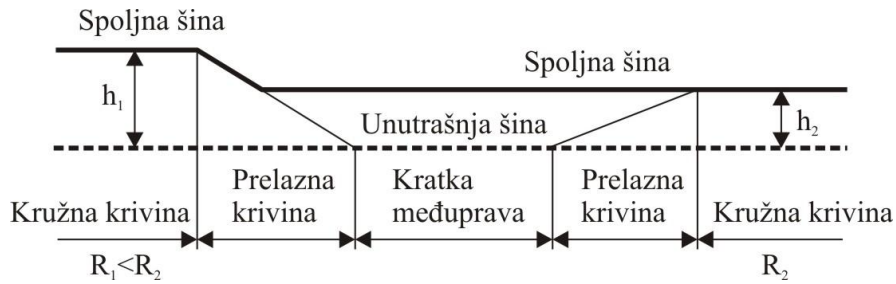 Spoljna šina
Spoljna šina
h₁
Unutrašnja šina
h₂
Kružna krivina
Prelazna
krivina
Kratka
međuprava
Prelazna
krivina
Kružna krivina
R₁<R₂
R₂